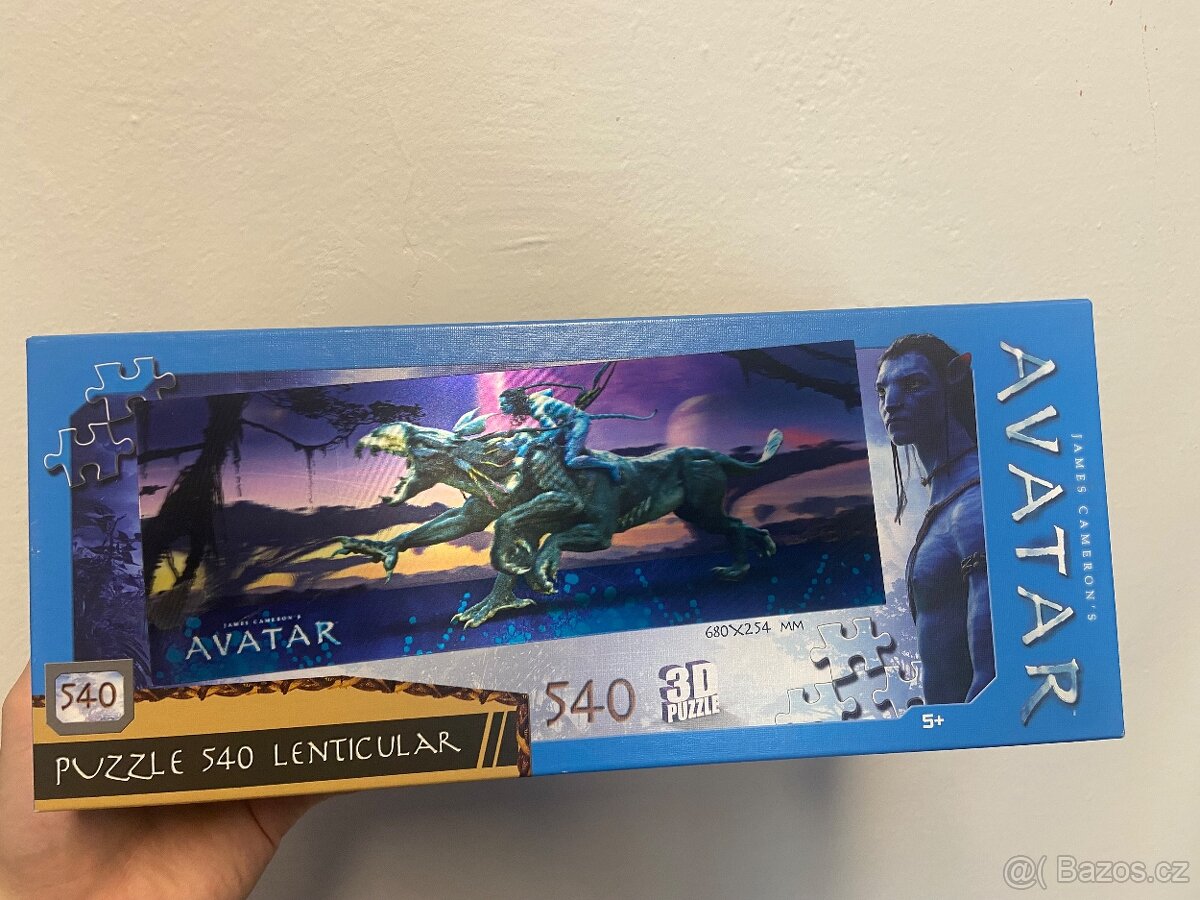 JAMES CAMERON'S
AVATAR
680X254 MM
540
3D
PUZZLE
5+
540
PUZZLE 540 LENTICULAR
JAMES CAMERON'S
AVATAR
@( Bazos.cz